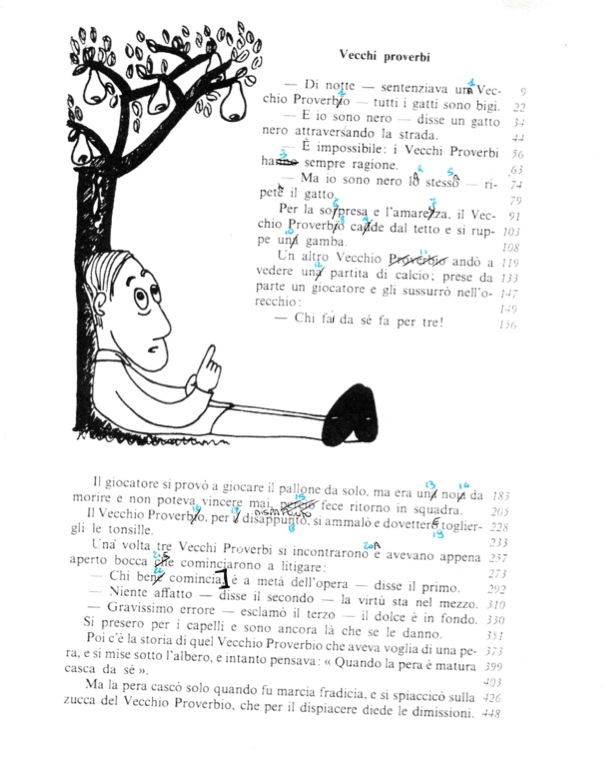 Vecchi proverbi
— Di notte — sentenziava un Vec- 9
chio Proverbio — tutti i gatti sono bigi. 22
— E io sono nero — disse un gatto 34
nero attraversando la strada. 44
— È impossibile: i Vecchi Proverbi 56
hanno sempre ragione. 63
— Ma io sono nero lo stesso — ri- 74
peté il gatto. 79
Per la sorpresa e l'amarezza, il Vec- 91
chio Proverbio cadde dal tetto e si rup- 103
pe una gamba. 108
Un altro Vecchio Proverbio andò a 119
vedere una partita di calcio; prese da 133
parte un giocatore e gli sussurrò nell'o- 147
recchio: 149
— Chi fa da sé fa per tre! 156
Il giocatore si provò a giocare il pallone da solo, ma era una noia da 183
morire e non poteva vincere mai, perciò fece ritorno in squadra. 205
Il Vecchio Proverbio, per il disappunto, si ammalò e dovettero toglier- 228
gli le tonsille. 233
Una volta tre Vecchi Proverbi si incontrarono e avevano appena 257
aperto bocca che cominciarono a litigare: 273
— Chi bene comincia è a metà dell'opera — disse il primo. 292
— Niente affatto — disse il secondo — la virtù sta nel mezzo. 310
— Gravissimo errore — esclamò il terzo — il dolce è in fondo. 330
Si presero per i capelli e sono ancora là che se le danno. 351
Poi c'è la storia di quel Vecchio Proverbio che aveva voglia di una pe- 373
ra, e si mise sotto l'albero, e intanto pensava: « Quando la pera è matura 399
casca da sé ». 403
Ma la pera cascò solo quando fu marcia fradicia, e si spiaccicò sulla 426
zucca del Vecchio Proverbio, che per il dispiacere diede le dimissioni. 448